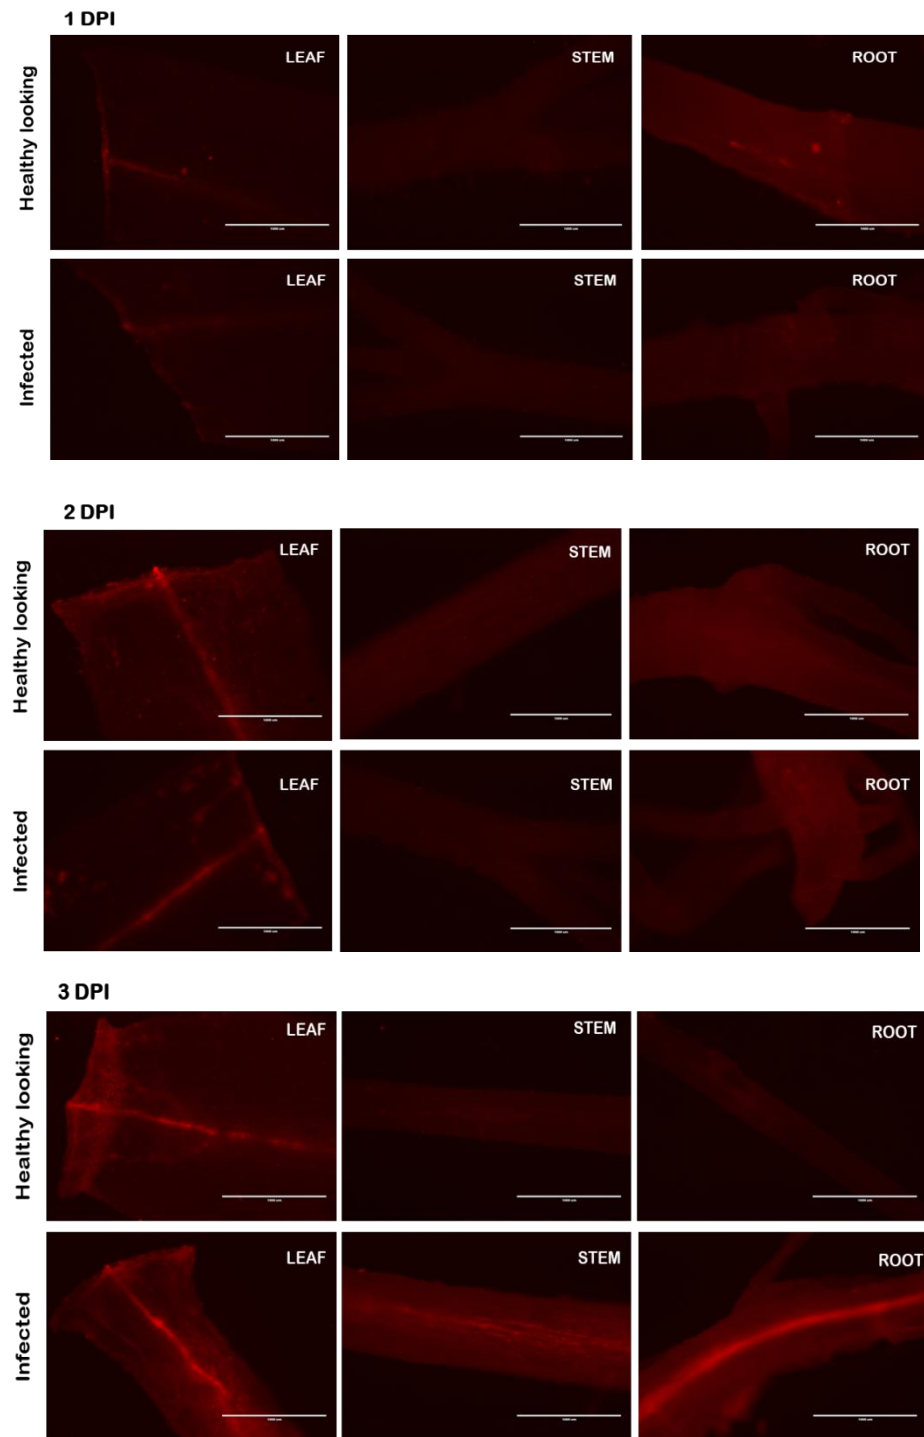 1 DPI
Healthy looking
LEAF
STEM
ROOT
Infected
LEAF
STEM
ROOT
2 DPI
Healthy looking
LEAF
STEM
ROOT
Infected
LEAF
STEM
ROOT
3 DPI
Healthy looking
LEAF
STEM
ROOT
Infected
LEAF
STEM
ROOT